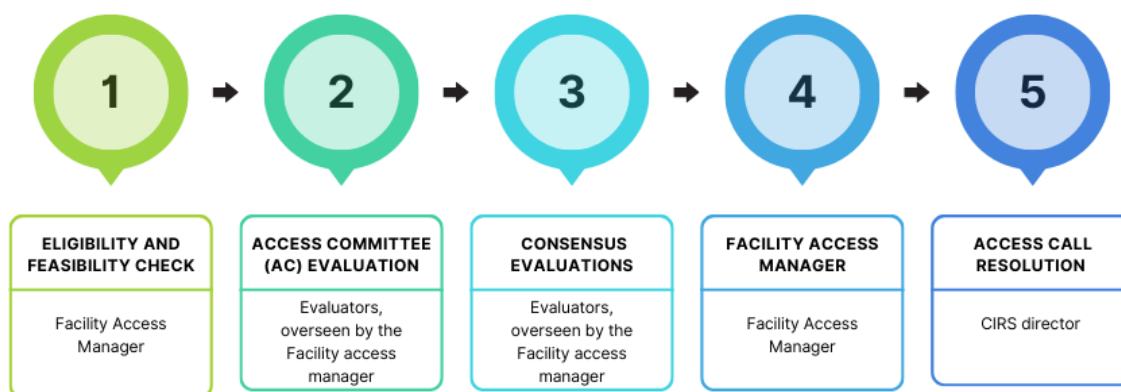 1
2
3
4
5
ELIGIBILITY AND
FEASIBILITY CHECK
Facility Access
Manager
ACCESS COMMITTEE
(AC) EVALUATION
Evaluators,
overseen by the
Facility access
manager
CONSENSUS
EVALUATIONS
Evaluators,
overseen by the
Facility access
manager
FACILITY ACCESS
MANAGER
Facility Access
Manager
ACCESS CALL
RESOLUTION
CIRS director